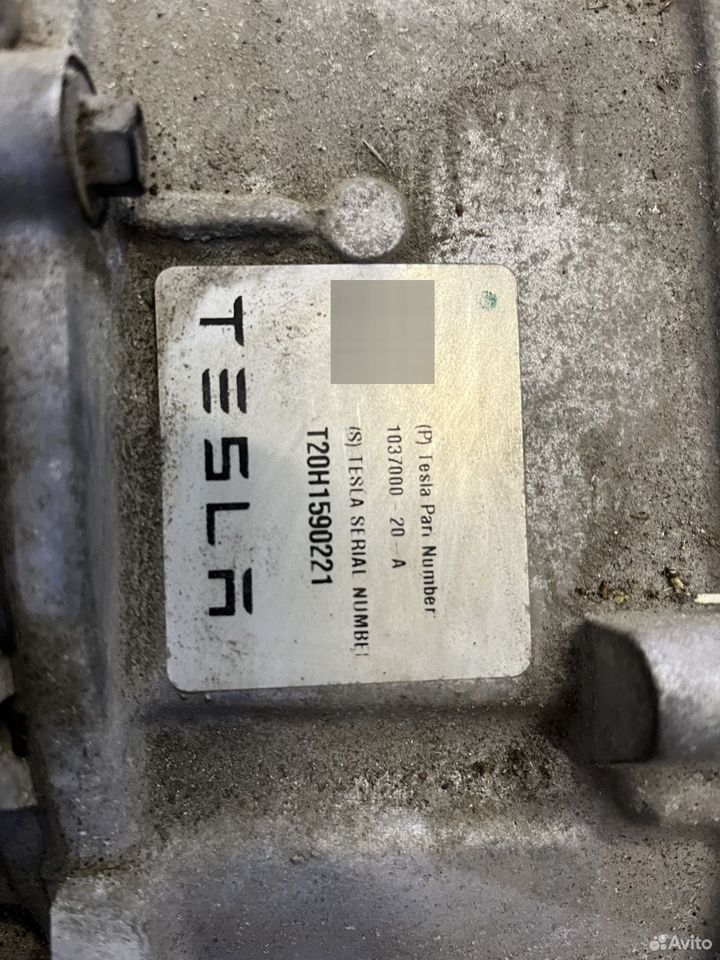 TESLA
(P) Tesla Part Number
1037000 20 A
(S) TESLA SERIAL NUMBE
T20H1590221
Avito